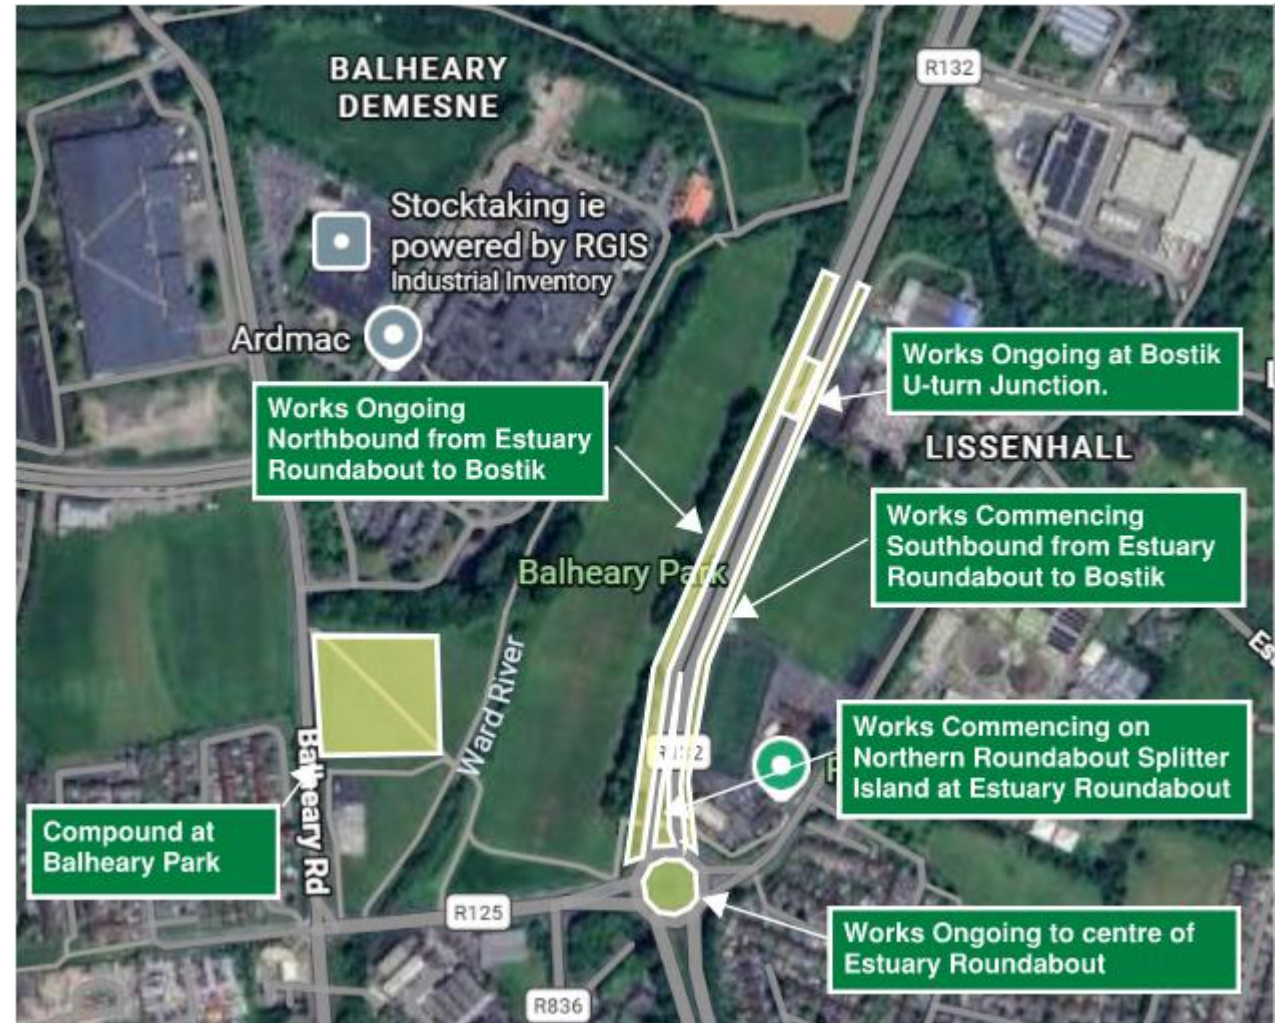 R132
BALHEARY
DEMESNE
Stocktaking ie
powered by RGIS
Industrial Inventory
Ardmac
Works Ongoing at Bostik
U-turn Junction.
Works Ongoing
Northbound from Estuary
Roundabout to Bostik
LISSENHALL
Works Commencing
Southbound from Estuary
Roundabout to Bostik
Balheary Park
Ward River
Works Commencing on
Northern Roundabout Splitter
Island at Estuary Roundabout
Balheary Rd
Compound at
Balheary Park
R125
Works Ongoing to centre of
Estuary Roundabout
R836